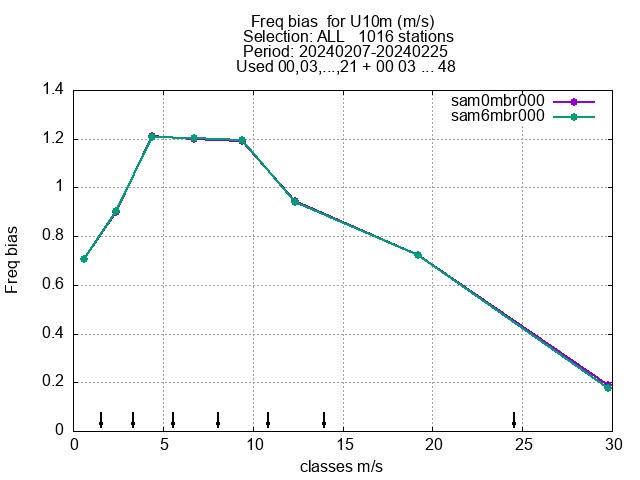 Freq bias  for U10m (m/s)
Selection: ALL   1016 stations
Period: 20240207-20240225
Used 00,03,...,21 + 00 03 ... 48
sam0mbr000
sam6mbr000
1.4
1.2
1
0.8
0.6
0.4
0.2
0
Freq bias
0 5 10 15 20 25 30
classes m/s